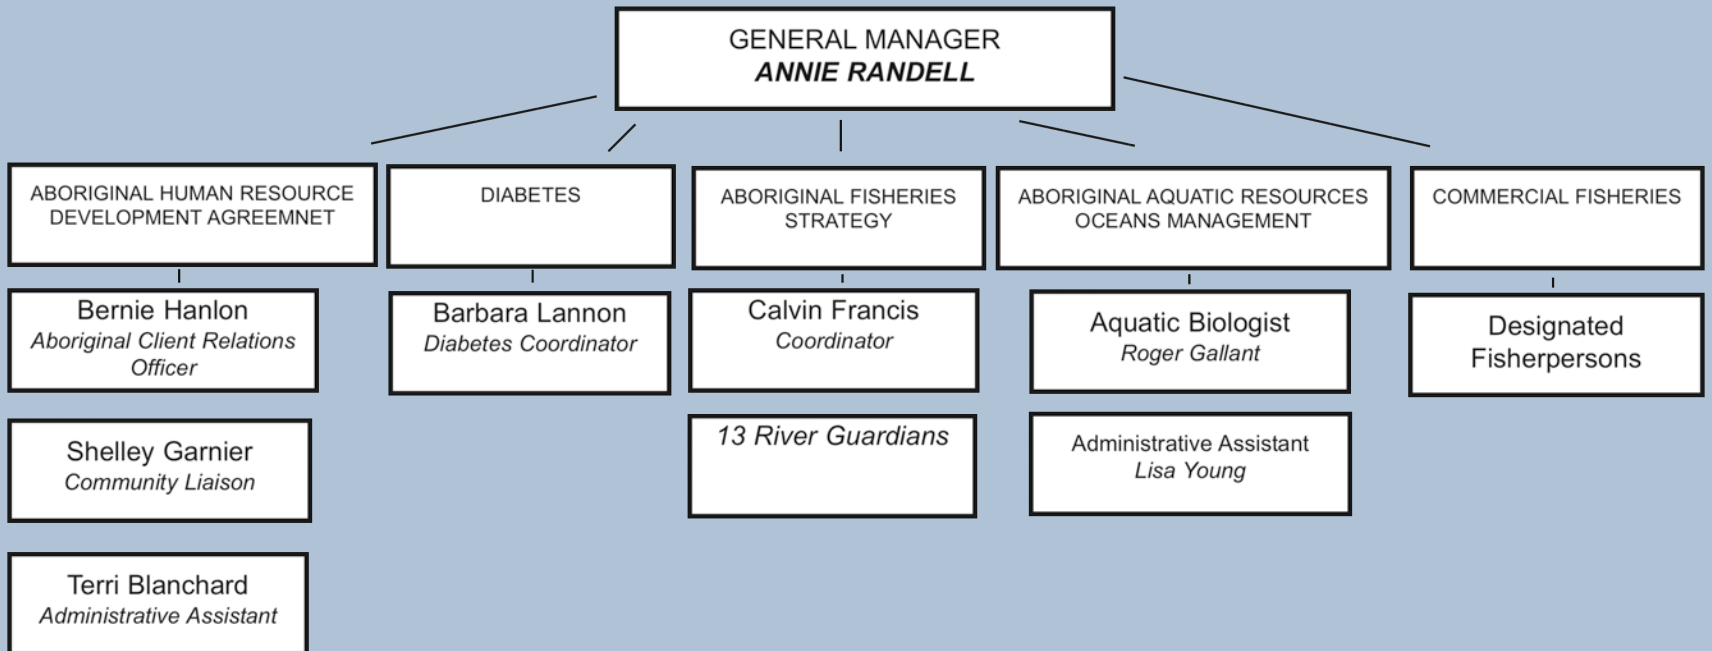 GENERAL MANAGER
ANNIE RANDELL
ABORIGINAL HUMAN RESOURCE
DEVELOPMENT AGREEMNET
DIABETES
ABORIGINAL FISHERIES
STRATEGY
ABORIGINAL AQUATIC RESOURCES
OCEANS MANAGEMENT
COMMERCIAL FISHERIES
Bernie Hanlon
Aboriginal Client Relations
Officer
Barbara Lannon
Diabetes Coordinator
Calvin Francis
Coordinator
Aquatic Biologist
Roger Gallant
Designated
Fisherpersons
Shelley Garnier
Community Liaison
13 River Guardians
Administrative Assistant
Lisa Young
Terri Blanchard
Administrative Assistant